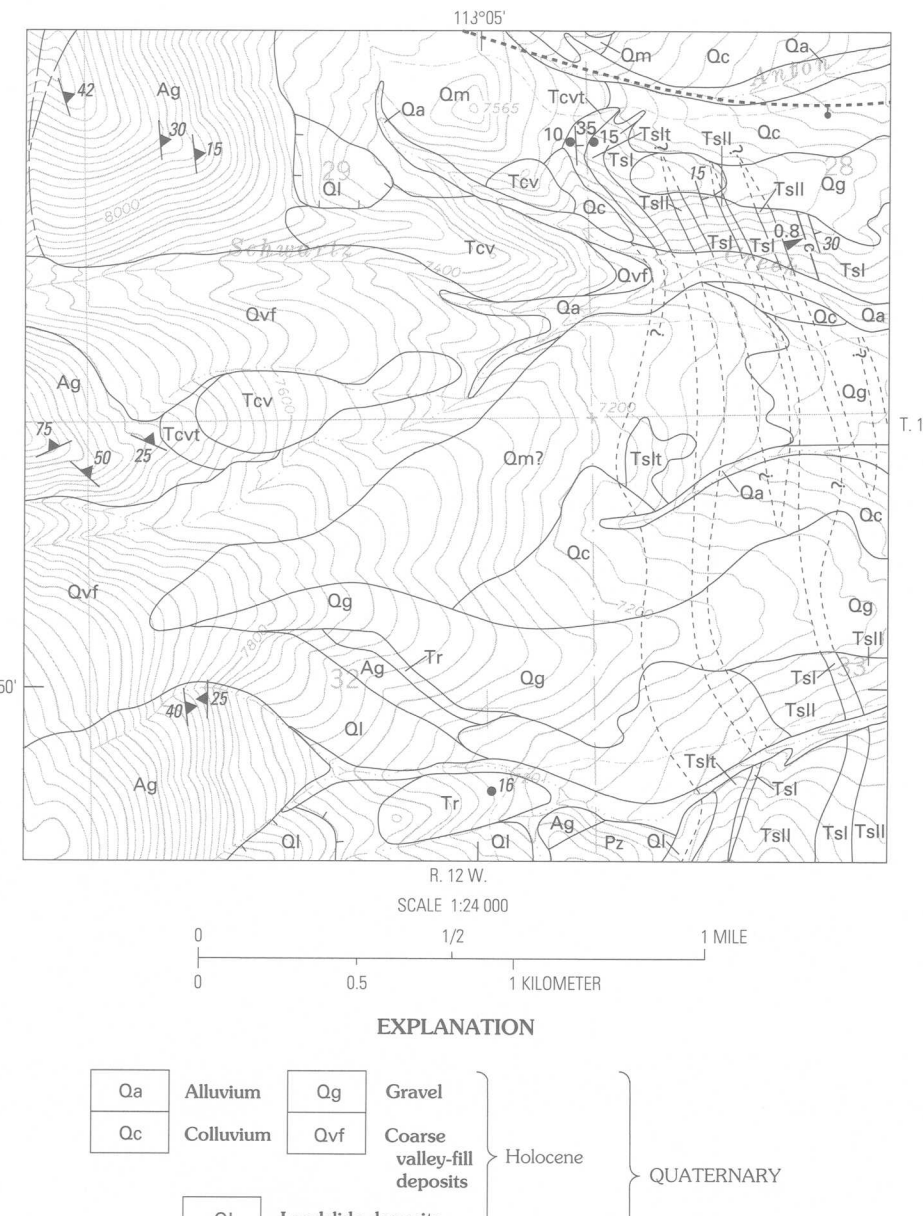 113°05'
42
Ag
30
15
8000
29
Ql
Qa
Qm
7565
Qm
Qc
Qa
Anton
Tcvt
10
35
15
Tslt
Tsl
Tsll
?
?
?
Qc
28
15
Tsll
Tsll
Qg
Tcv
Qc
Schwartz
Tcv
7400
Qvf
Tsl
Tsl
0.8
30
Creek
Tsl
Qvf
Qa
Qc
Qa
?
?
Ag
Tcv
7600
Tcvt
75
50
25
7200
Qg
T. 1
Qm?
Tslt
?
?
Qa
Qc
Qc
Qvf
Qg
7200
Qg
7800
Ag
Tr
Qg
Tsll
50'
32
33
Tsl
40
25
Ql
Tsll
Tslt
Ag
Tr
16
Tsl
Ql
Ql
Ag
Pz
Ql
Tsll
Tsl
Tsll
R. 12 W.
SCALE 1:24 000
0
1/2
1 MILE
0
0.5
1 KILOMETER
EXPLANATION
Qa Alluvium
Qg Gravel
Qc Colluvium
Qvf Coarse
valley-fill
deposits
Holocene
QUATERNARY